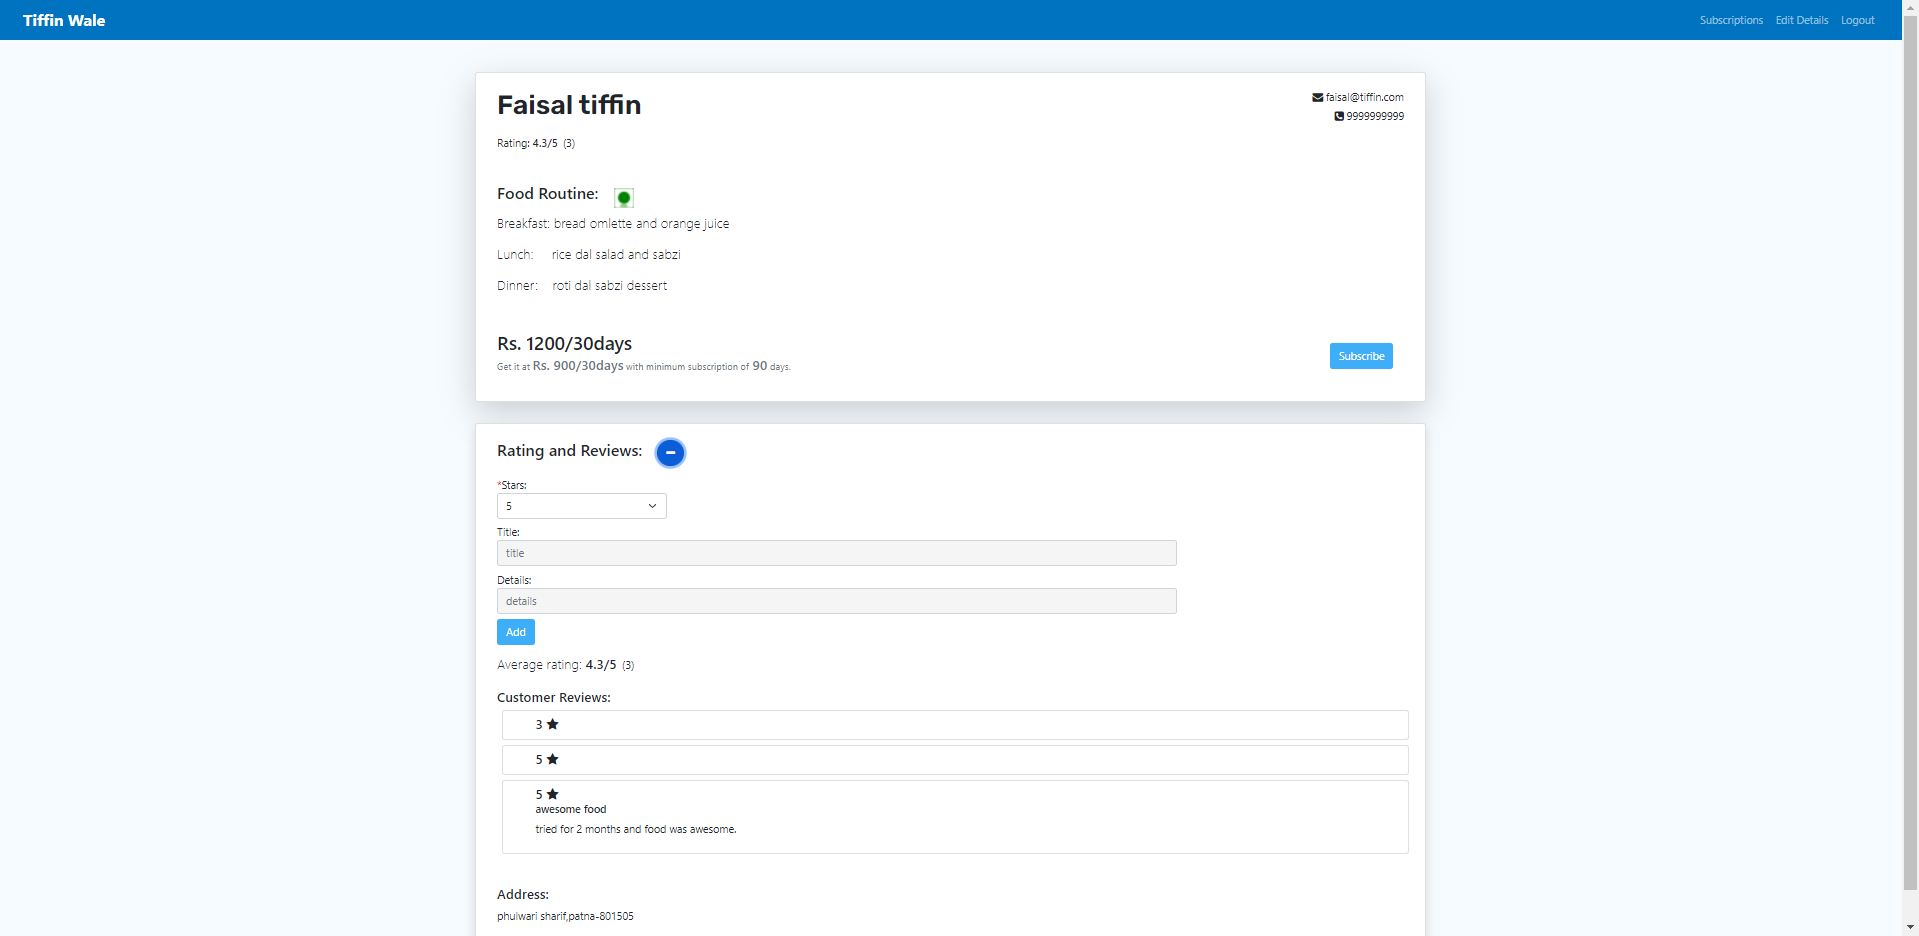 Tiffin Wale
Subscriptions Edit Details Logout
Faisal tiffin
faisal@tiffin.com
9999999999
Rating: 4.3/5 (3)
Food Routine:
Breakfast: bread omlette and orange juice
Lunch: rice dal salad and sabzi
Dinner: roti dal sabzi dessert
Rs. 1200/30days
Get it at Rs. 900/30days with minimum subscription of 90 days.
Subscribe
Rating and Reviews:
*Stars:
5
Title:
title
Details:
details
Add
Average rating: 4.3/5 (3)
Customer Reviews:
3 ★
5 ★
5 ★
awesome food
tried for 2 months and food was awesome.
Address:
phulwari sharif,patna-801505